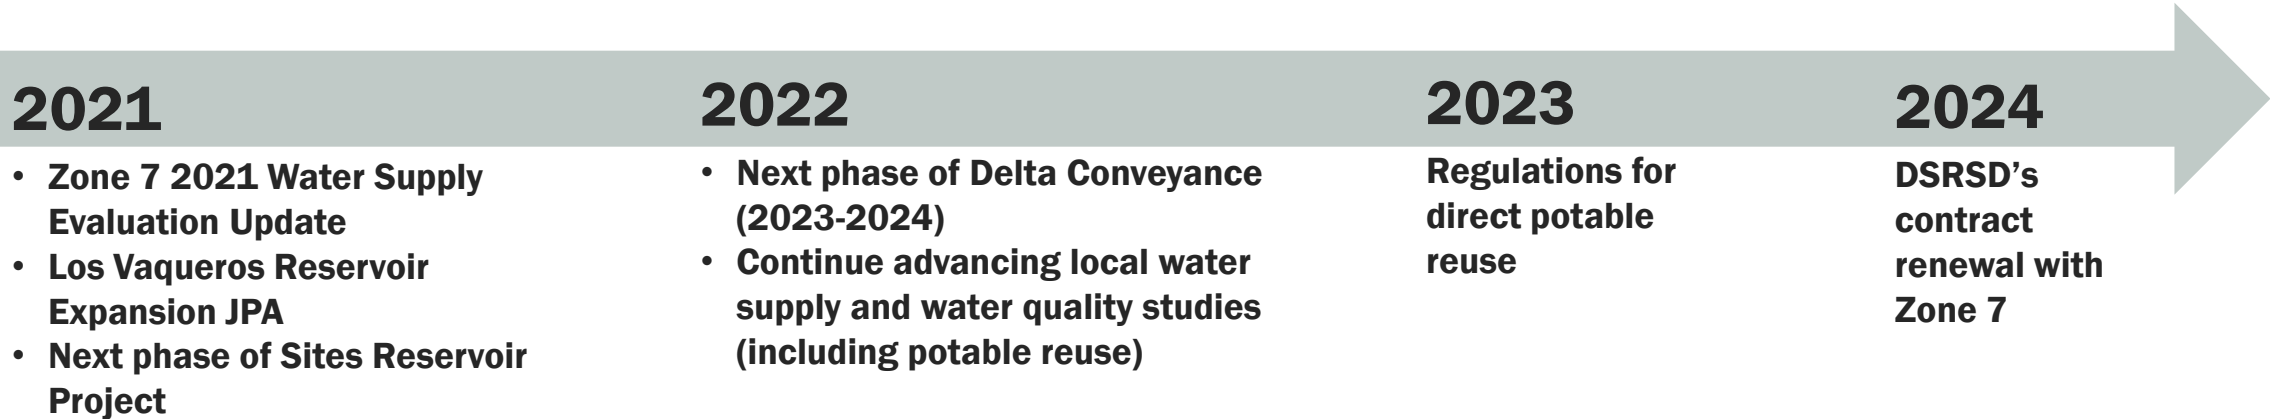 2021
• Zone 7 2021 Water Supply
Evaluation Update
• Los Vaqueros Reservoir
Expansion JPA
• Next phase of Sites Reservoir
Project
2022
• Next phase of Delta Conveyance
(2023-2024)
• Continue advancing local water
supply and water quality studies
(including potable reuse)
2023
Regulations for
direct potable
reuse
2024
DSRSD’s
contract
renewal with
Zone 7